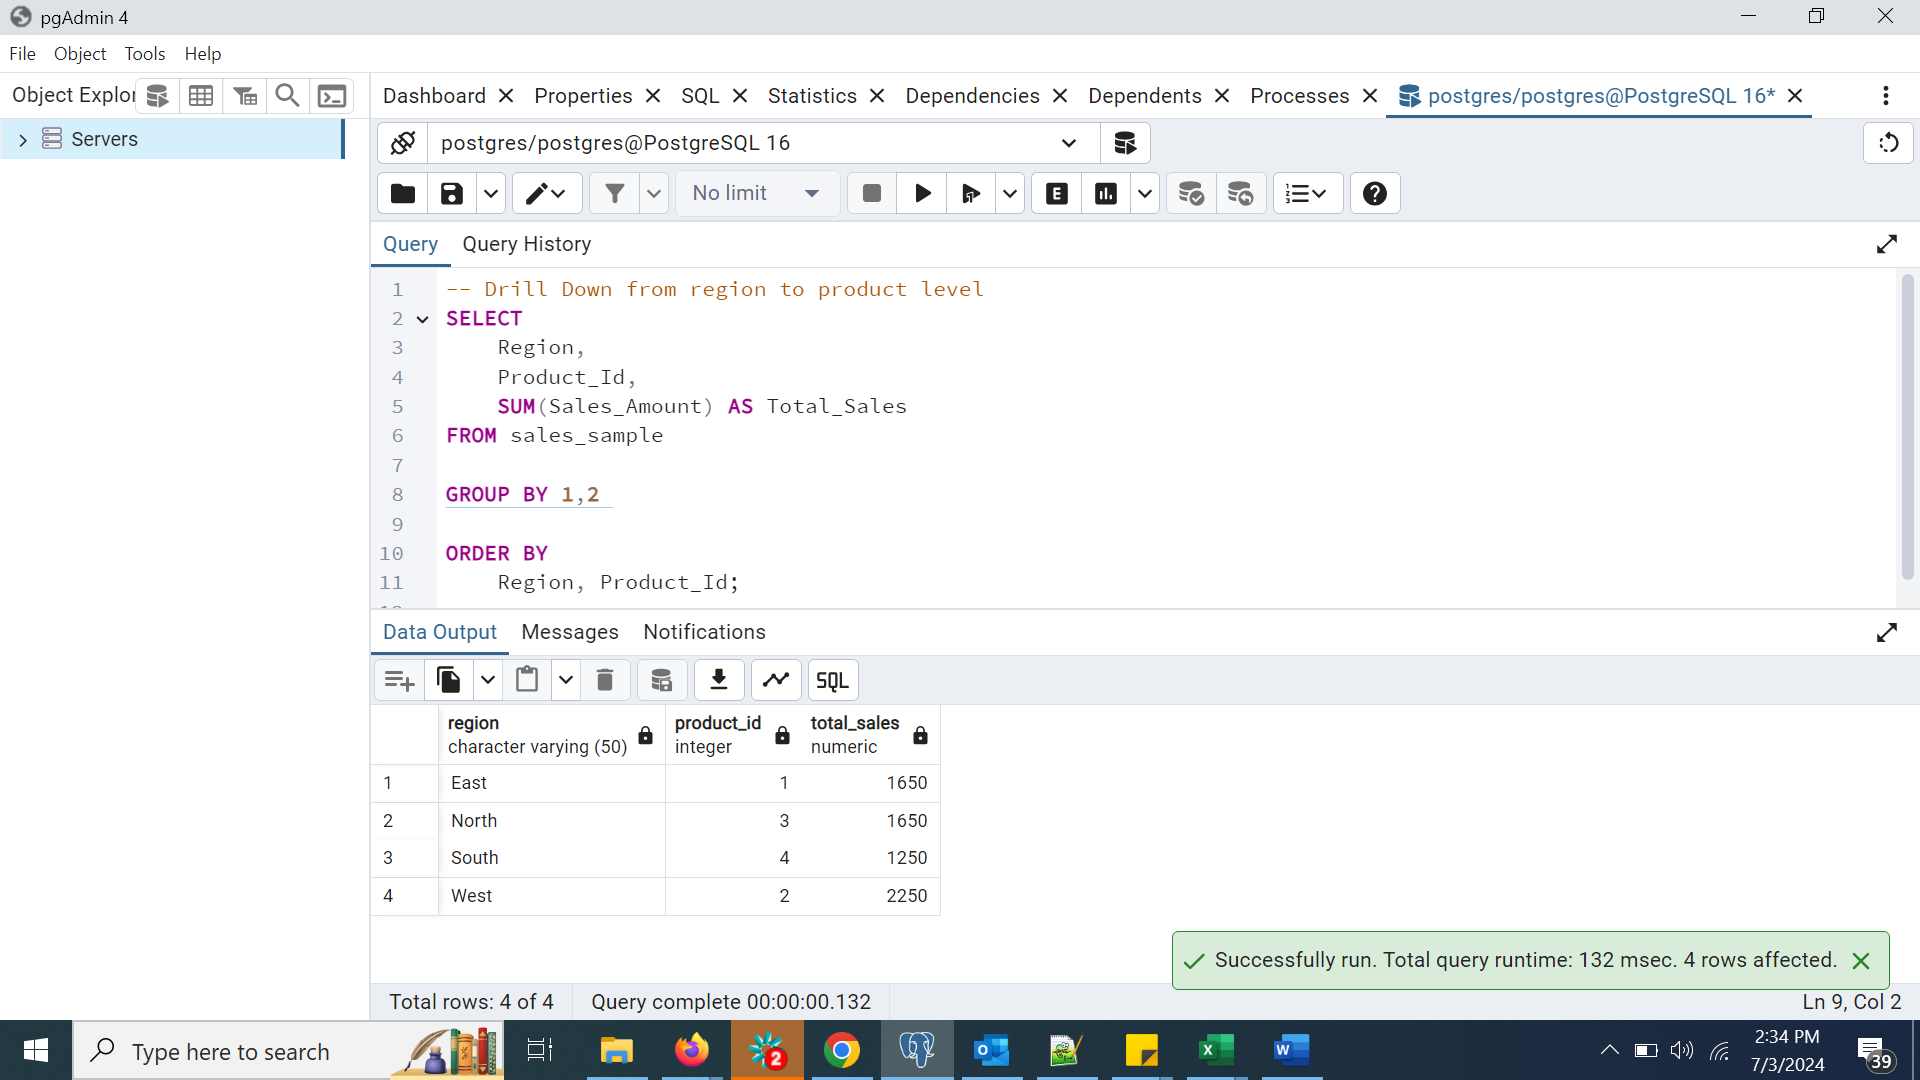 pgAdmin 4
File Object Tools Help
Object Explor
Dashboard Properties SQL Statistics Dependencies Dependents Processes postgres/postgres@PostgreSQL 16*
Servers
postgres/postgres@PostgreSQL 16
No limit
E
Query Query History
1 -- Drill Down from region to product level
2 SELECT
3 Region,
4 Product_Id,
5 SUM(Sales_Amount) AS Total_Sales
6 FROM sales_sample
7
8 GROUP BY 1,2
9
10 ORDER BY
11 Region, Product_Id;
Data Output Messages Notifications
SQL
region product_id total_sales
character varying (50) integer numeric
1 East 1 1650
2 North 3 1650
3 South 4 1250
4 West 2 2250
Successfully run. Total query runtime: 132 msec. 4 rows affected.
Total rows: 4 of 4 Query complete 00:00:00.132 Ln 9, Col 2
Type here to search
2
2:34 PM
7/3/2024
39